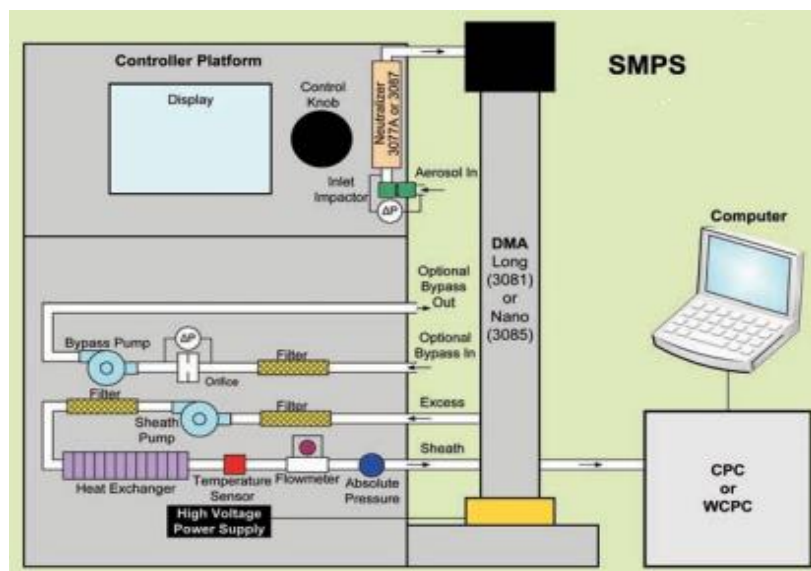 Controller Platform
SMPS
Display
Control
Knob
Neutralizer
3077A or 3087
Aerosol In
Inlet
Impactor
ΔP
Computer
DMA
Long
(3081)
or
Nano
(3085)
Optional
Bypass
Out
Bypass Pump
ΔP
Filter
Optional
Bypass In
Orifice
Filter
Sheath
Pump
Filter
Excess
Sheath
Heat Exchanger
Temperature
Sensor
Flowmeter
Absolute
Pressure
High Voltage
Power Supply
CPC
or
WCPC